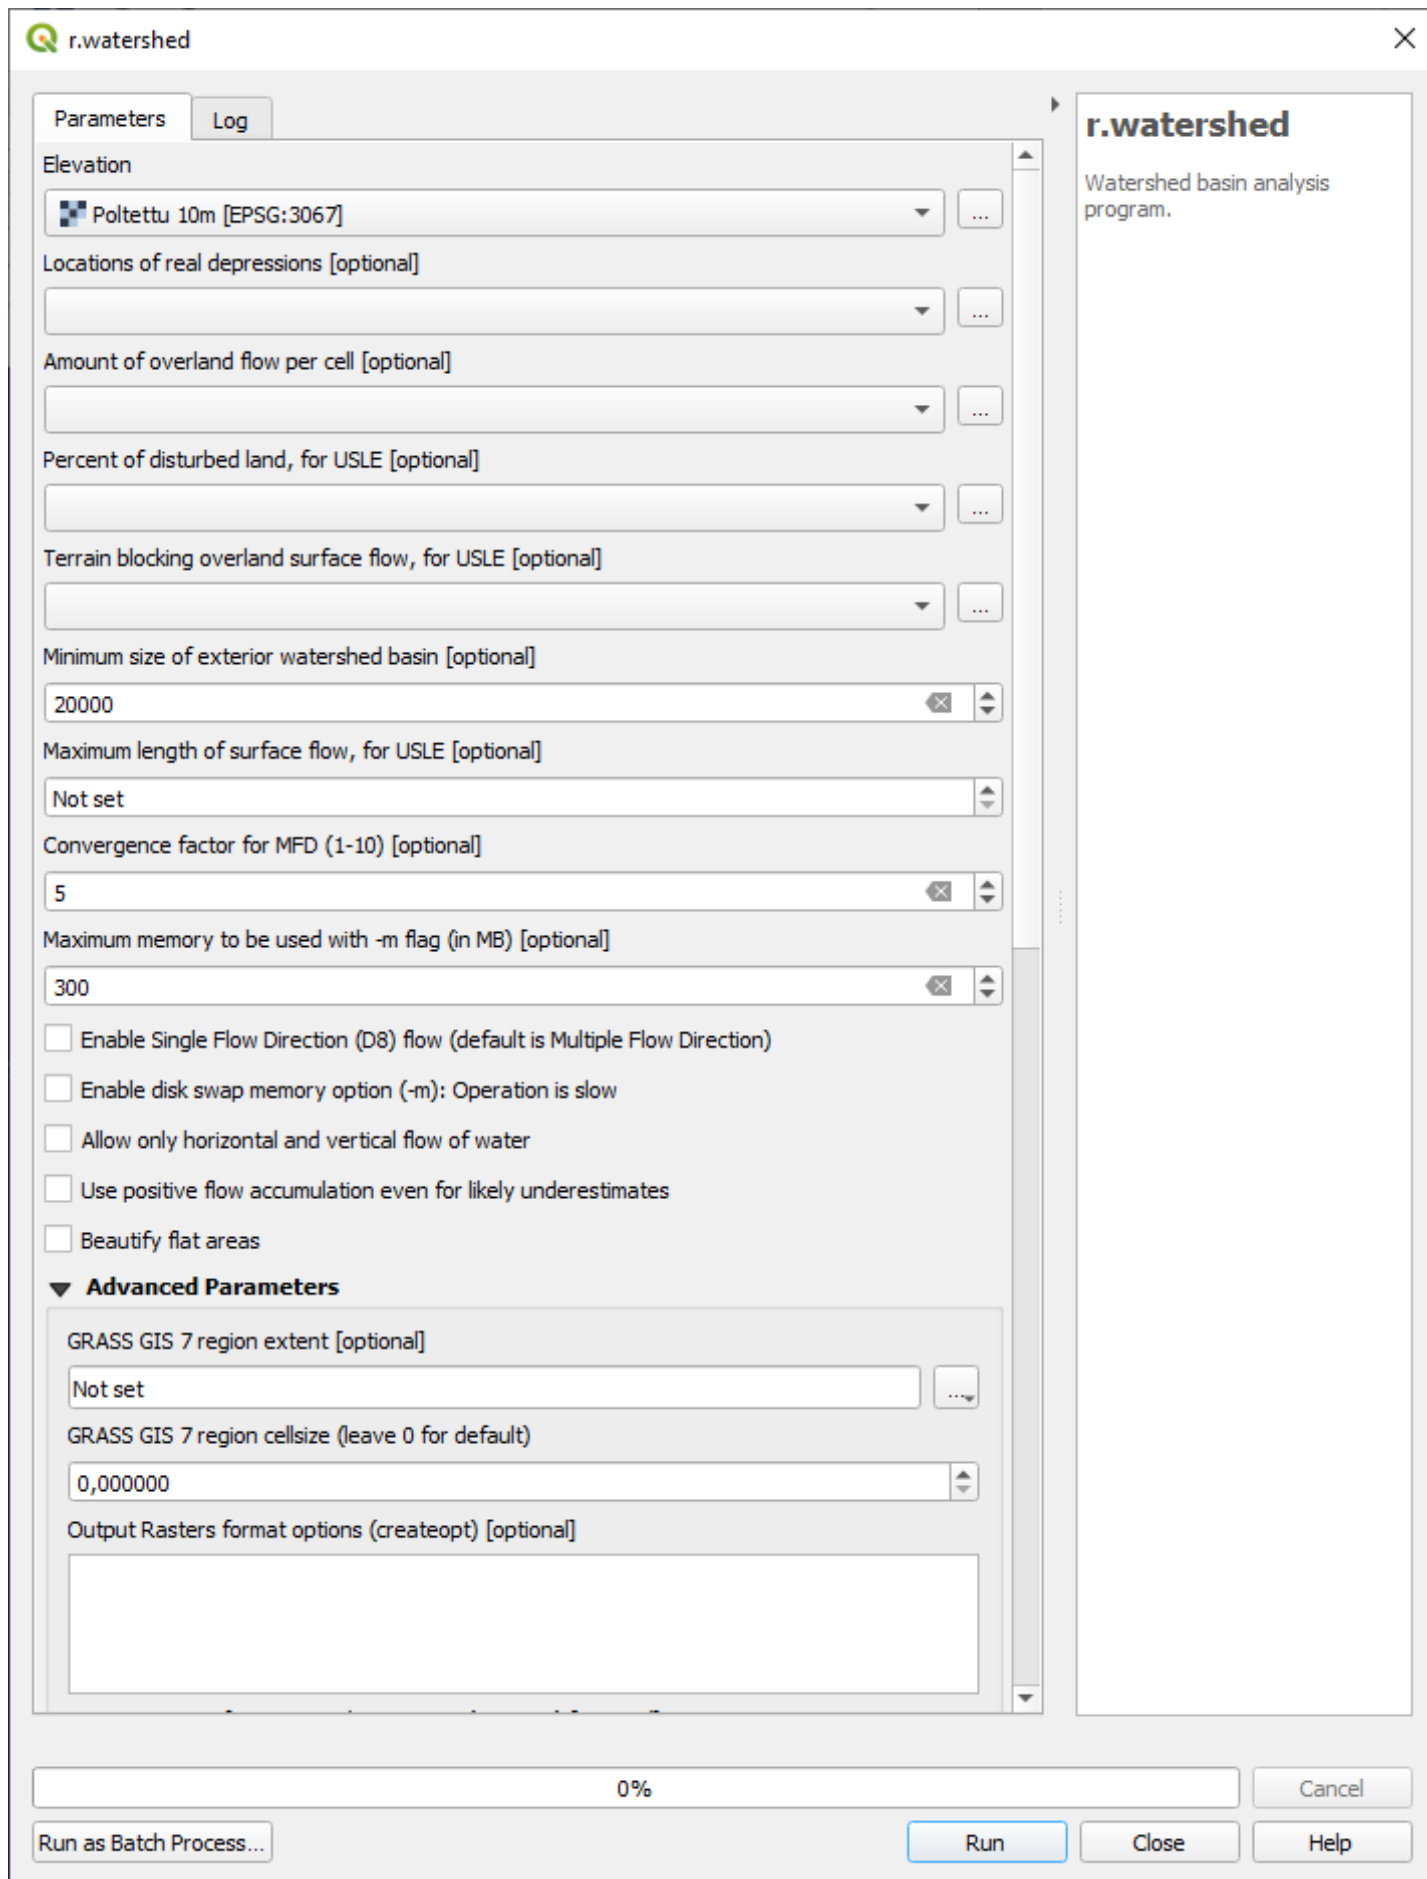 r.watershed
Parameters
Log
Elevation
Poltettu 10m [EPSG:3067]
...
Locations of real depressions [optional]
...
Amount of overland flow per cell [optional]
...
Percent of disturbed land, for USLE [optional]
...
Terrain blocking overland surface flow, for USLE [optional]
...
Minimum size of exterior watershed basin [optional]
20000
Maximum length of surface flow, for USLE [optional]
Not set
Convergence factor for MFD (1-10) [optional]
5
Maximum memory to be used with -m flag (in MB) [optional]
300
Enable Single Flow Direction (D8) flow (default is Multiple Flow Direction)
Enable disk swap memory option (-m): Operation is slow
Allow only horizontal and vertical flow of water
Use positive flow accumulation even for likely underestimates
Beautify flat areas
Advanced Parameters
GRASS GIS 7 region extent [optional]
Not set
...
GRASS GIS 7 region cellsize (leave 0 for default)
0,000000
Output Rasters format options (createopt) [optional]
r.watershed
Watershed basin analysis
program.
0%
Cancel
Run as Batch Process...
Run
Close
Help